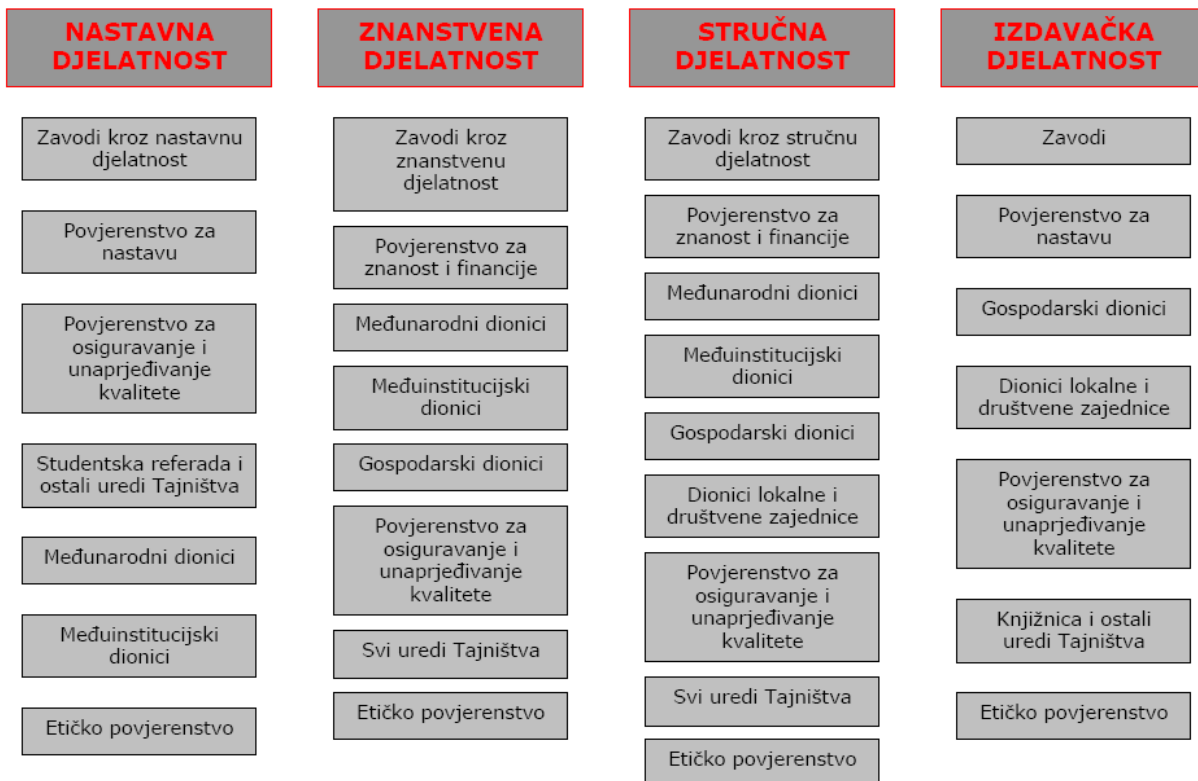 NASTAVNA
DJELATNOST
Zavodi kroz nastavnu
djelatnost
Povjerenstvo za
nastavu
Povjerenstvo za
osiguravanje i
unaprjeđivanje
kvalitete
Studentska referada i
ostali uredi Tajništva
Međunarodni dionici
Međuinstitucijski
dionici
Etičko povjerenstvo
ZNANSTVENA
DJELATNOST
Zavodi kroz
znanstvenu
djelatnost
Povjerenstvo za
znanost i financije
Međunarodni dionici
Međuinstitucijski
dionici
Gospodarski dionici
Povjerenstvo za
osiguravanje i
unaprjeđivanje
kvalitete
Svi uredi Tajništva
Etičko povjerenstvo
STRUČNA
DJELATNOST
Zavodi kroz stručnu
djelatnost
Povjerenstvo za
znanost i financije
Međunarodni dionici
Međuinstitucijski
dionici
Gospodarski dionici
Dionici lokalne i
društvene zajednice
Povjerenstvo za
osiguravanje i
unaprjeđivanje
kvalitete
Svi uredi Tajništva
Etičko povjerenstvo
IZDAVAČKA
DJELATNOST
Zavodi
Povjerenstvo za
nastavu
Gospodarski dionici
Dionici lokalne i
društvene zajednice
Povjerenstvo za
osiguravanje i
unaprjeđivanje
kvalitete
Knjižnica i ostali
uredi Tajništva
Etičko povjerenstvo